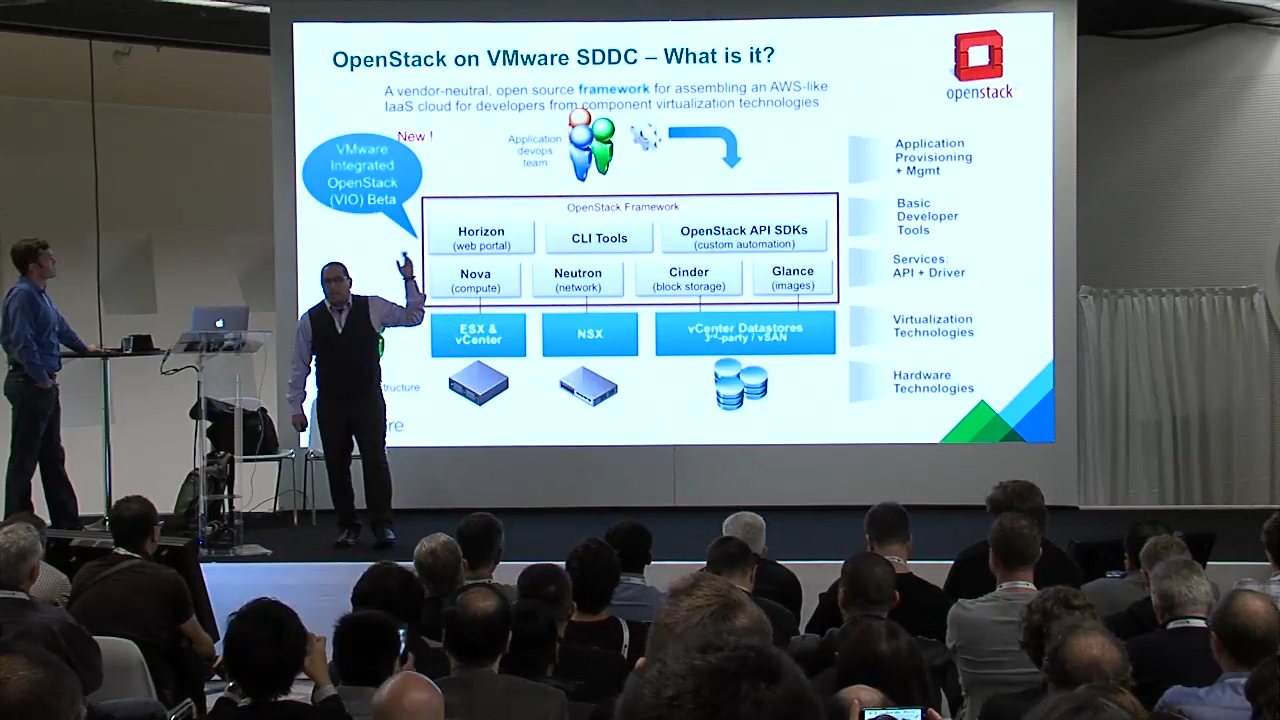 OpenStack on VMware SDDC – What is it?
openstack
A vendor-neutral, open source framework for assembling an AWS-like
IaaS cloud for developers from component virtualization technologies
New !
VMware
Integrated
OpenStack
(VIO) Beta
Application
devops
team
Application
Provisioning
+ Mgmt
OpenStack Framework
Horizon
(web portal)
CLI Tools
OpenStack API SDKs
(custom automation)
Basic
Developer
Tools
Nova
(compute)
Neutron
(network)
Cinder
(block storage)
Glance
(images)
Services:
API + Driver
ESX &
vCenter
NSX
vCenter Datastores
3rd-party / vSAN
Virtualization
Technologies
 structure
Hardware
Technologies
re